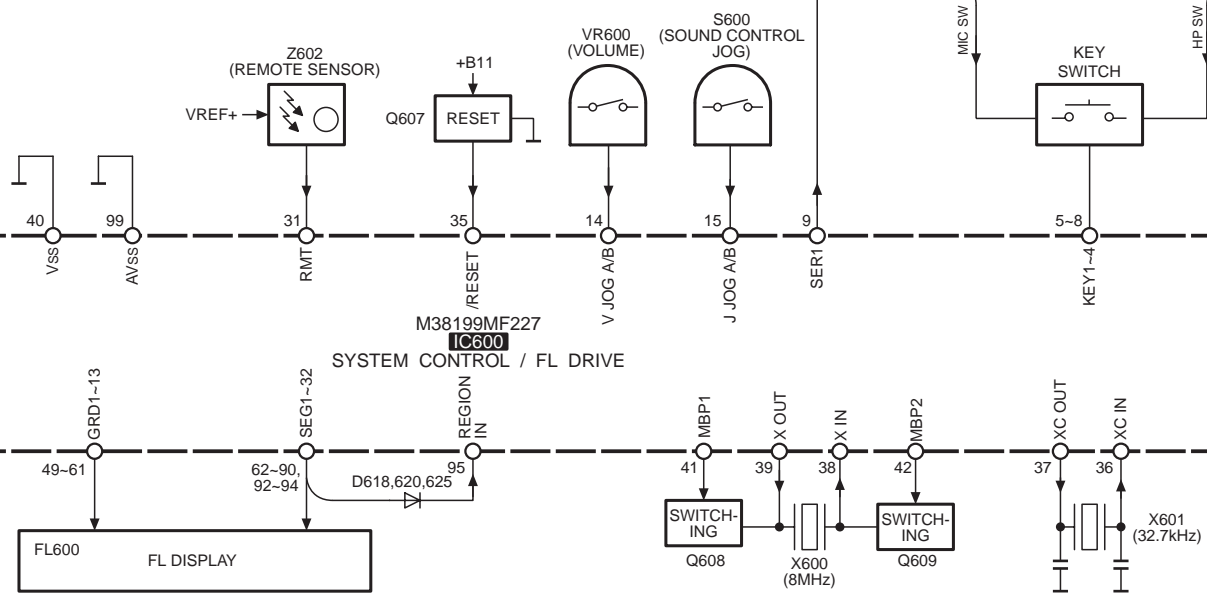 MIC SW
HP SW
Z602
(REMOTE SENSOR)
VREF+
+B11
Q607
RESET
VR600
(VOLUME)
S600
(SOUND CONTROL
JOG)
KEY
SWITCH
40
99
31
35
14
15
9
5~8
VSS
AVSS
RMT
/RESET
V JOG A/B
J JOG A/B
SER1
KEY1~4
M38199MF227
IC600
SYSTEM CONTROL / FL DRIVE
GRD1~13
SEG1~32
REGION
IN
MBP1
X OUT
X IN
MBP2
XC OUT
XC IN
49~61
62~90,
92~94
95
41
39
38
42
37
36
D618,620,625
FL600
FL DISPLAY
SWITCH-
ING
Q608
X600
(8MHz)
SWITCH-
ING
Q609
X601
(32.7kHz)